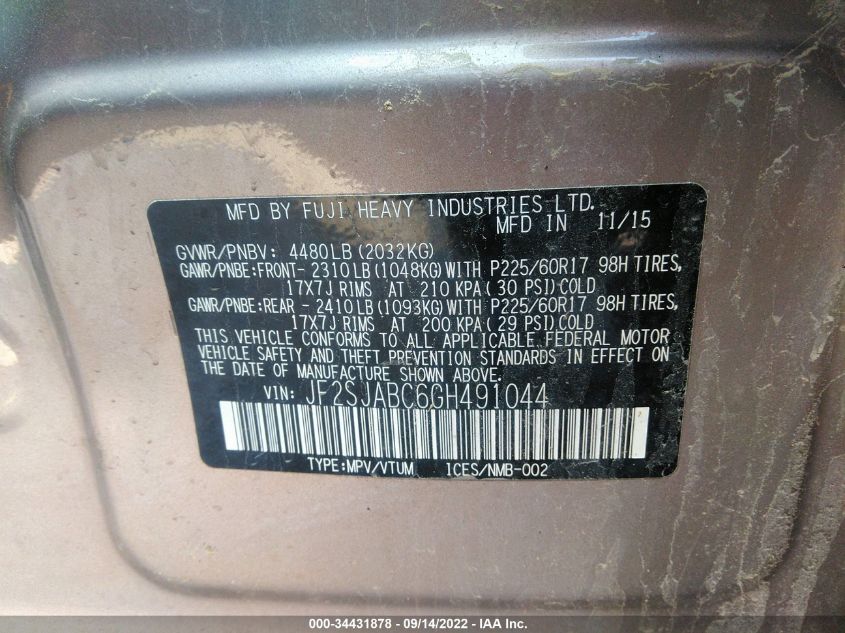 MFD BY FUJI HEAVY INDUSTRIES LTD.
MFD IN 11/15
GVWR/PNBV: 4480LB(2032KG)
GAWR/PNBE:FRONT- 2310LB(1048KG)WITH P225/60R17 98H TIRES,
17X7J RIMS AT 210 KPA(30 PSI)COLD
GAWR/PNBE:REAR - 2410LB(1093KG)WITH P225/60R17 98H TIRES,
17X7J RIMS AT 200 KPA(29 PSI)COLD
THIS VEHICLE CONFORMS TO ALL APPLICABLE FEDERAL MOTOR
VEHICLE SAFETY AND THEFT PREVENTION STANDARDS IN EFFECT ON
THE DATE OF MANUFACTURE SHOWN ABOVE.
VIN: JF2SJABC6GH491044
TYPE:MPV/VTUM ICES/NMB-002
000-34431878 - 09/14/2022 - IAA Inc.